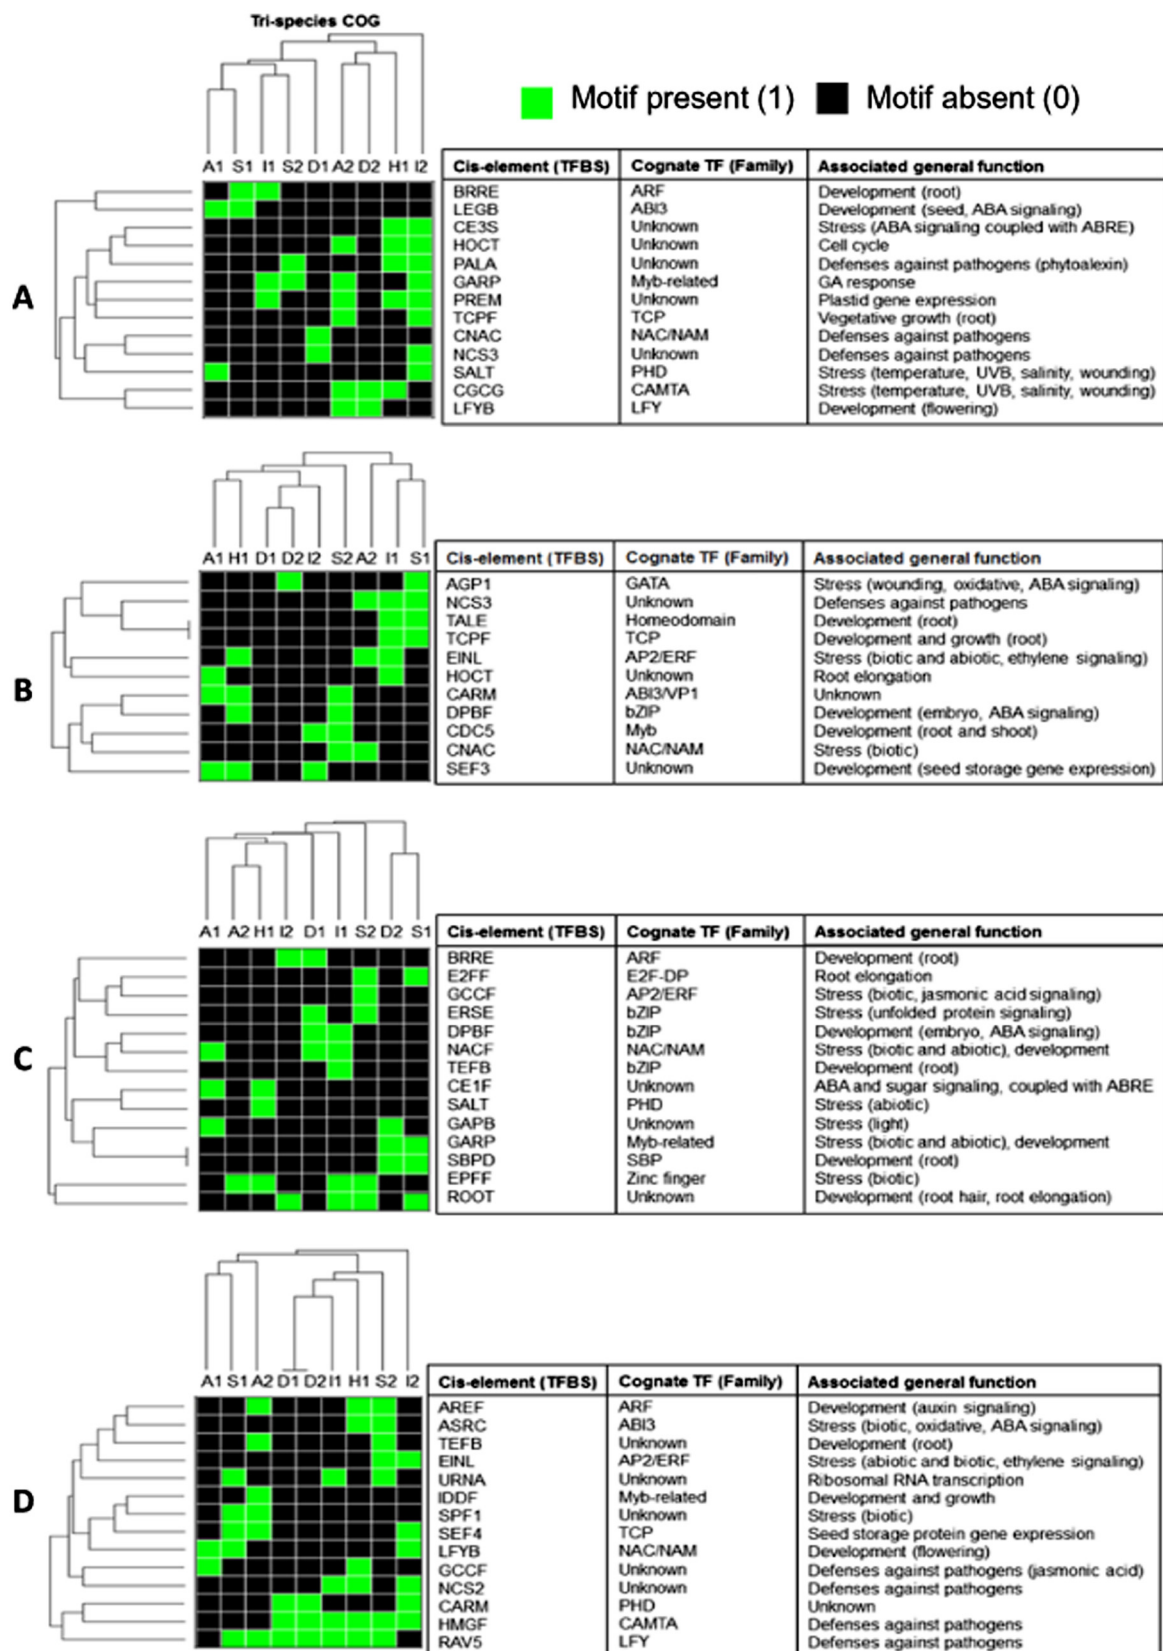 Tri-species COG
Motif present (1) Motif absent (0)
A
A1 S1 I1 S2 D1 A2 D2 H1 I2 Cis-element (TFBS) Cognate TF (Family) Associated general function
BRRE ARF Development (root)
LEGB ABI3 Development (seed, ABA signaling)
CE3S Unknown Stress (ABA signaling coupled with ABRE)
HOCT Unknown Cell cycle
PALA Unknown Defenses against pathogens (phytoalexin)
GARP Myb-related GA response
PREM Unknown Plastid gene expression
TCPF TCP Vegetative growth (root)
CNAC NAC/NAM Defenses against pathogens
NCS3 Unknown Defenses against pathogens
SALT PHD Stress (temperature, UVB, salinity, wounding)
CGCG CAMTA Stress (temperature, UVB, salinity, wounding)
LFYB LFY Development (flowering)
B
A1 H1 D1 D2 I2 S2 A2 I1 S1 Cis-element (TFBS) Cognate TF (Family) Associated general function
AGP1 GATA Stress (wounding, oxidative, ABA signaling)
NCS3 Unknown Defenses against pathogens
TALE Homeodomain Development (root)
TCPF TCP Development and growth (root)
EINL AP2/ERF Stress (biotic and abiotic, ethylene signaling)
HOCT Unknown Root elongation
CARM ABI3/VP1 Unknown
DPBF bZIP Development (embryo, ABA signaling)
CDC5 Myb Development (root and shoot)
CNAC NAC/NAM Stress (biotic)
SEF3 Unknown Development (seed storage gene expression)
C
A1 A2 H1 I2 D1 I1 S2 D2 S1 Cis-element (TFBS) Cognate TF (Family) Associated general function
BRRE ARF Development (root)
E2FF E2F-DP Root elongation
GCCF AP2/ERF Stress (biotic, jasmonic acid signaling)
ERSE bZIP Stress (unfolded protein signaling)
DPBF bZIP Development (embryo, ABA signaling)
NACF NAC/NAM Stress (biotic and abiotic), development
TEFB bZIP Development (root)
CE1F Unknown ABA and sugar signaling, coupled with ABRE
SALT PHD Stress (abiotic)
GAPB Unknown Stress (light)
GARP Myb-related Stress (biotic and abiotic), development
SBPD SBP Development (root)
EPFF Zinc finger Stress (biotic)
ROOT Unknown Development (root hair, root elongation)
D
A1 S1 A2 D1 D2 I1 H1 S2 I2 Cis-element (TFBS) Cognate TF (Family) Associated general function
AREF ARF Development (auxin signaling)
ASRC ABI3 Stress (biotic, oxidative, ABA signaling)
TEFB Unknown Development (root)
EINL AP2/ERF Stress (abiotic and biotic, ethylene signaling)
URNA Unknown Ribosomal RNA transcription
IDDF Myb-related Development and growth
SPF1 Unknown Stress (biotic)
SEF4 TCP Seed storage protein gene expression
LFYB NAC/NAM Development (flowering)
GCCF Unknown Defenses against pathogens (jasmonic acid)
NCS2 Unknown Defenses against pathogens
CARM PHD Unknown
HMGF CAMTA Defenses against pathogens
RAV5 LFY Defenses against pathogens